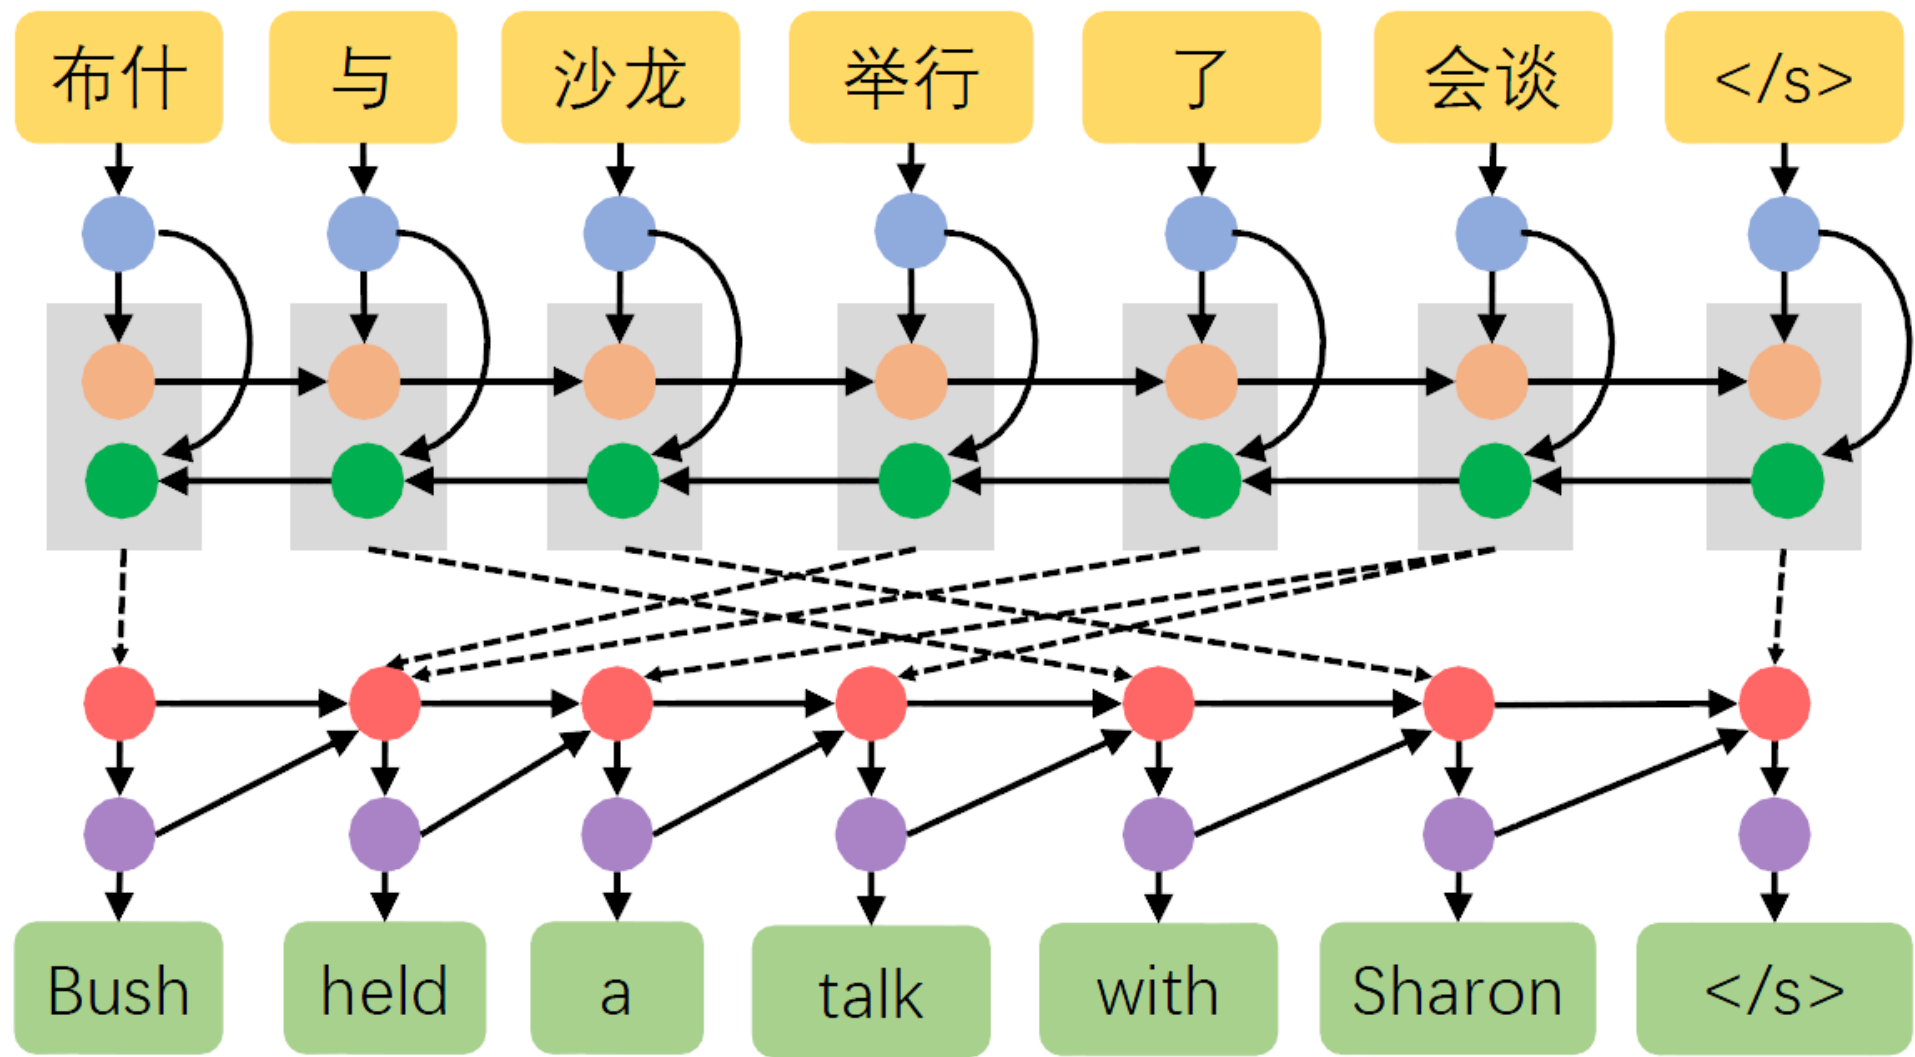 布什 与 沙龙 举行 了 会谈 </s>
Bush held a talk with Sharon </s>